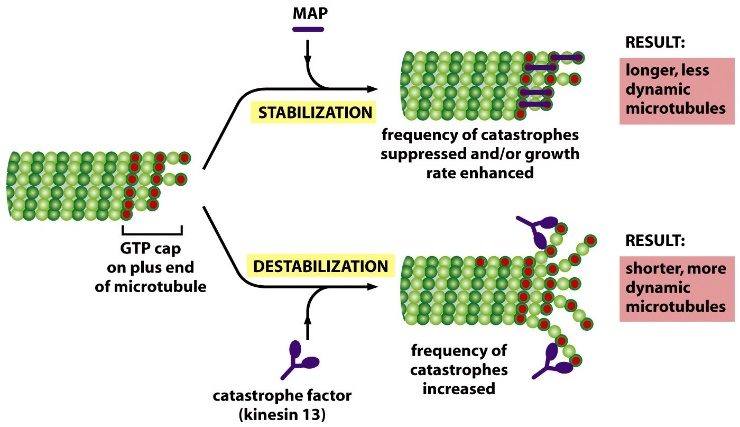 MAP
STABILIZATION
frequency of catastrophes
suppressed and/or growth
rate enhanced
RESULT:
longer, less
dynamic
microtubules
GTP cap
on plus end
of microtubule
DESTABILIZATION
catastrophe factor
(kinesin 13)
frequency of
catastrophes
increased
RESULT:
shorter, more
dynamic
microtubules